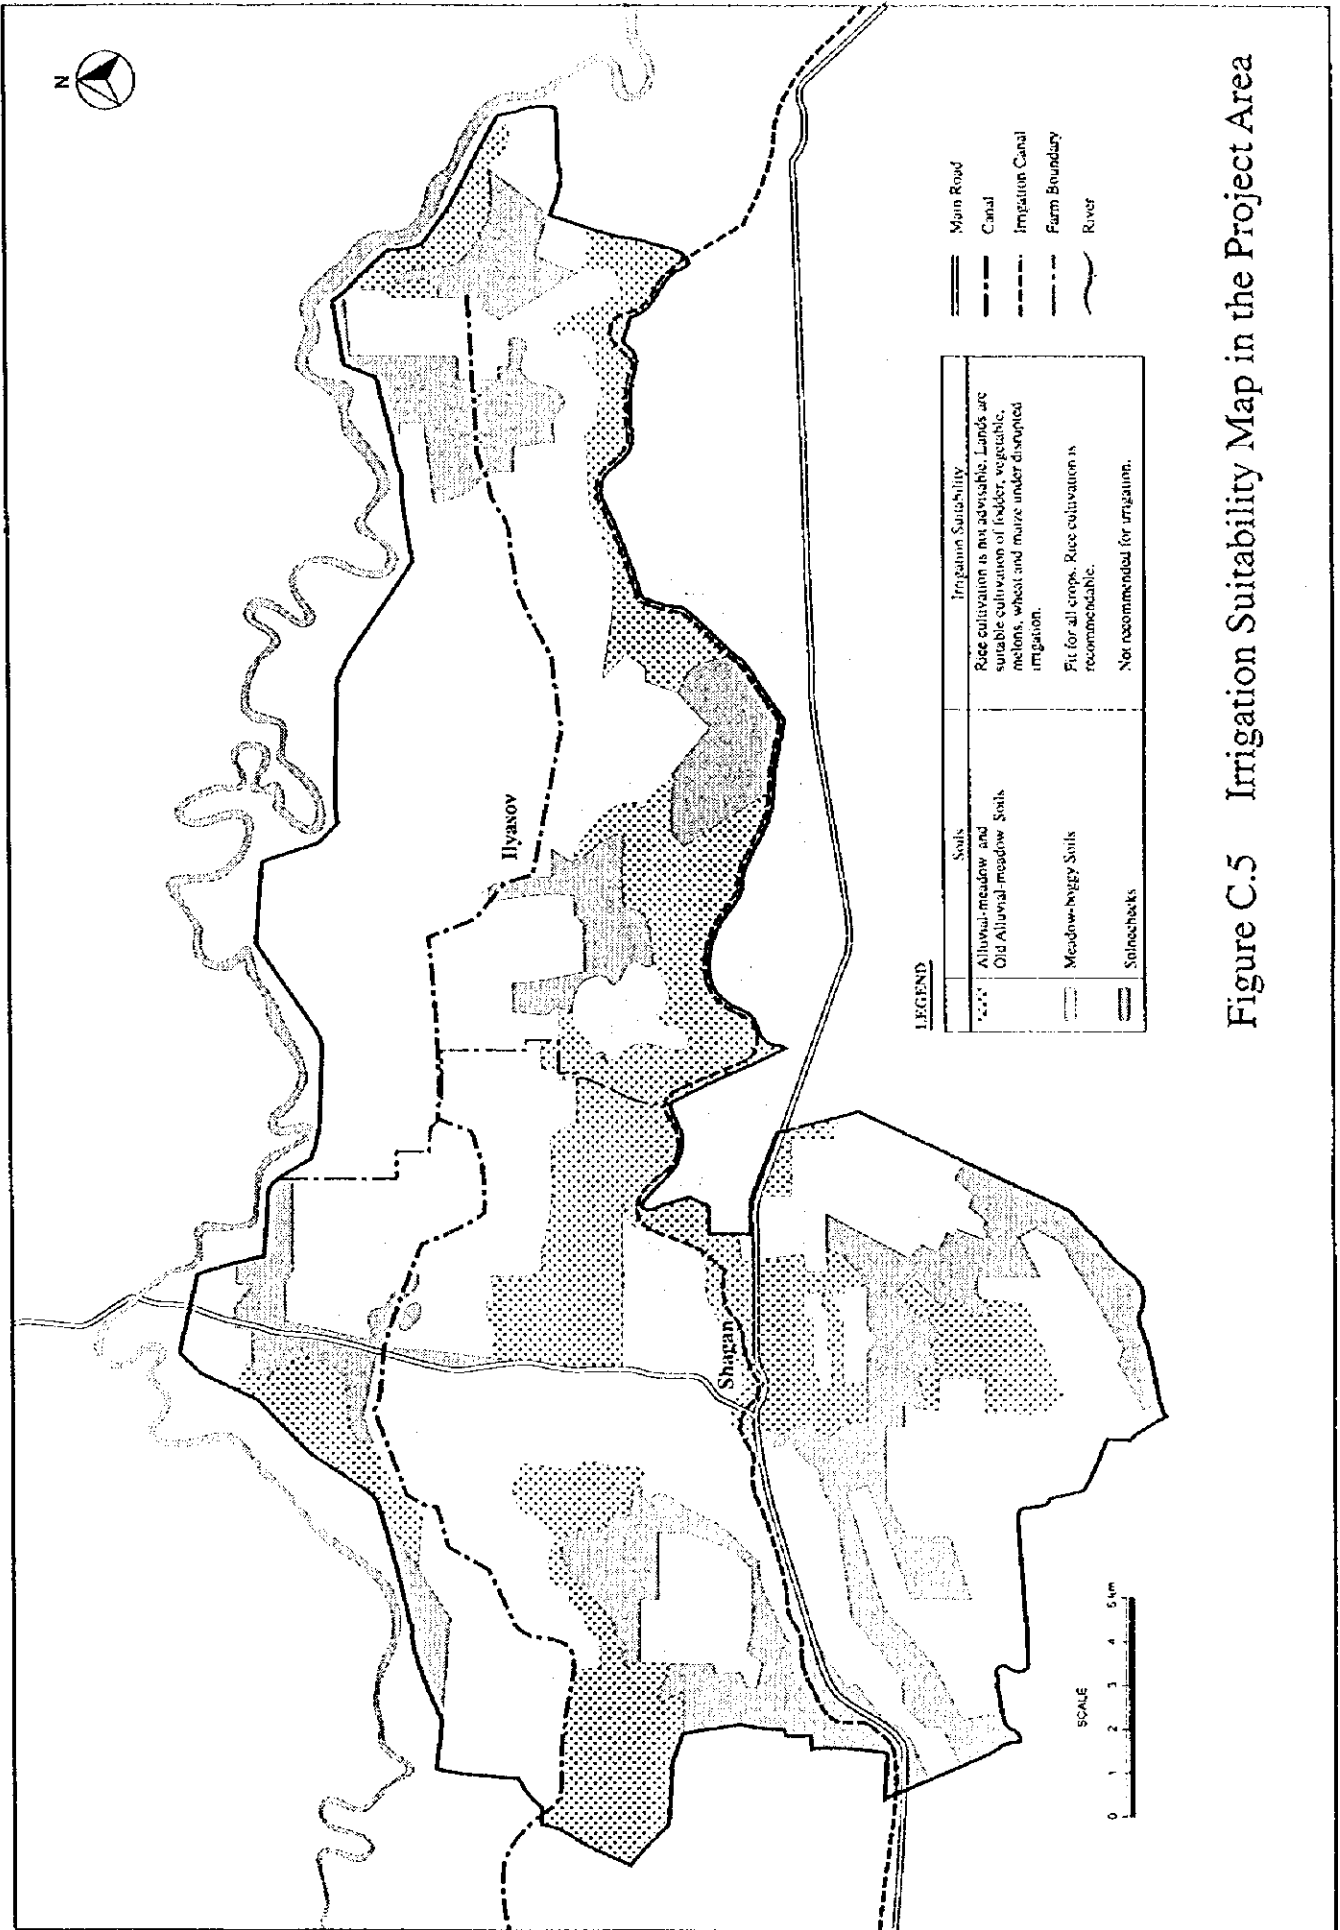 N
Ilyasov
Shagan
SCALE
0 1 2 3 4 5 km
LEGEND
Soils
Irrigation Suitability
Alluvial-meadow and
Old Alluvial-meadow Soils
Rice cultivation is not advisable. Lands are
suitable cultivation of fodder, vegetable,
melons, wheat and maize under disrupted
irrigation.
Meadow-boggy Soils
Fit for all crops. Rice cultivation is
recommendable.
Solnochecks
Not recommended for irrigation.
Main Road
Canal
Irrigation Canal
Farm Boundary
River
Figure C.5 Irrigation Suitability Map in the Project Area